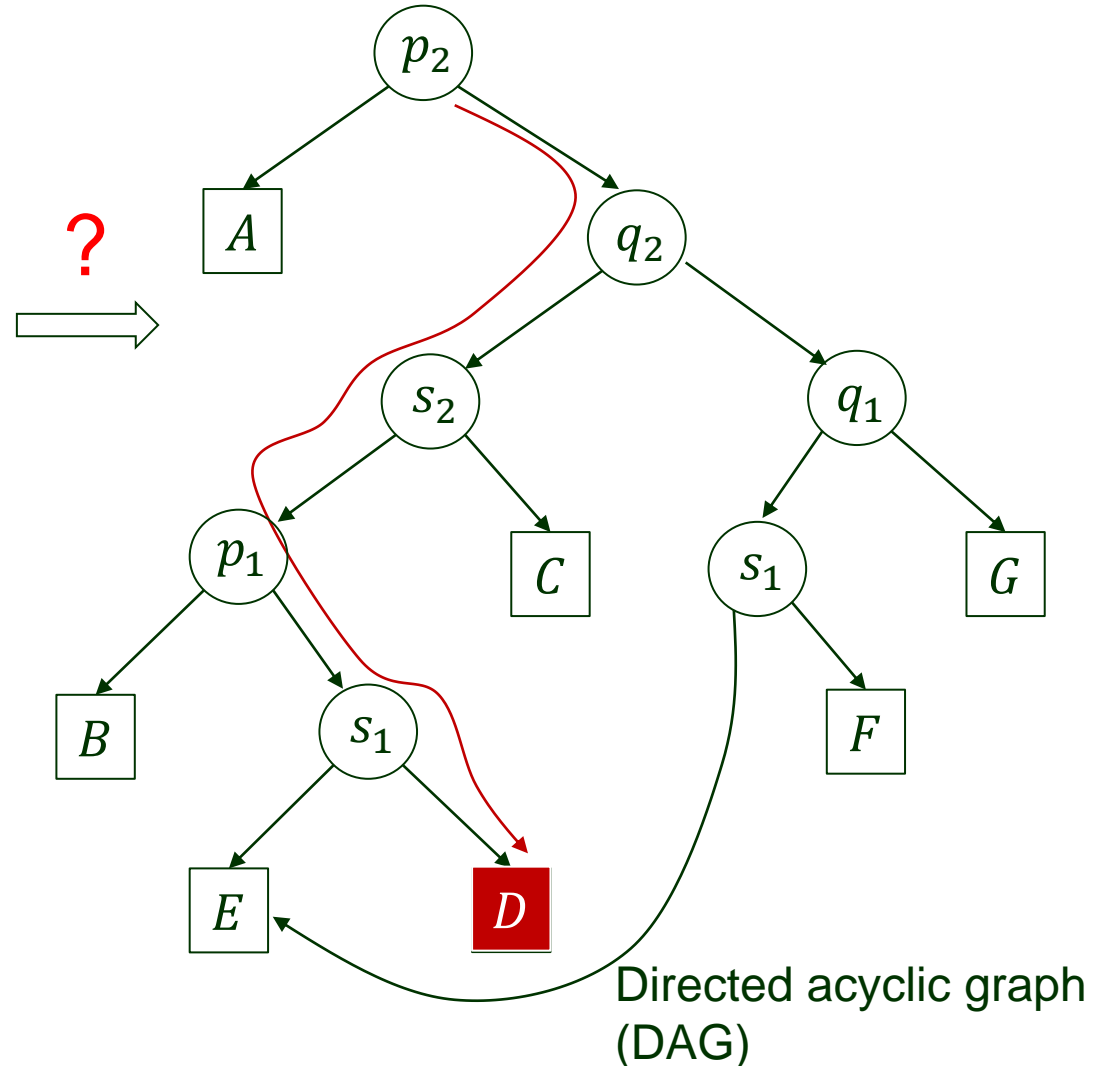 p₂
A
?
q₂
s₂
q₁
p₁
C
s₁
G
B
s₁
F
E
D
Directed acyclic graph
(DAG)